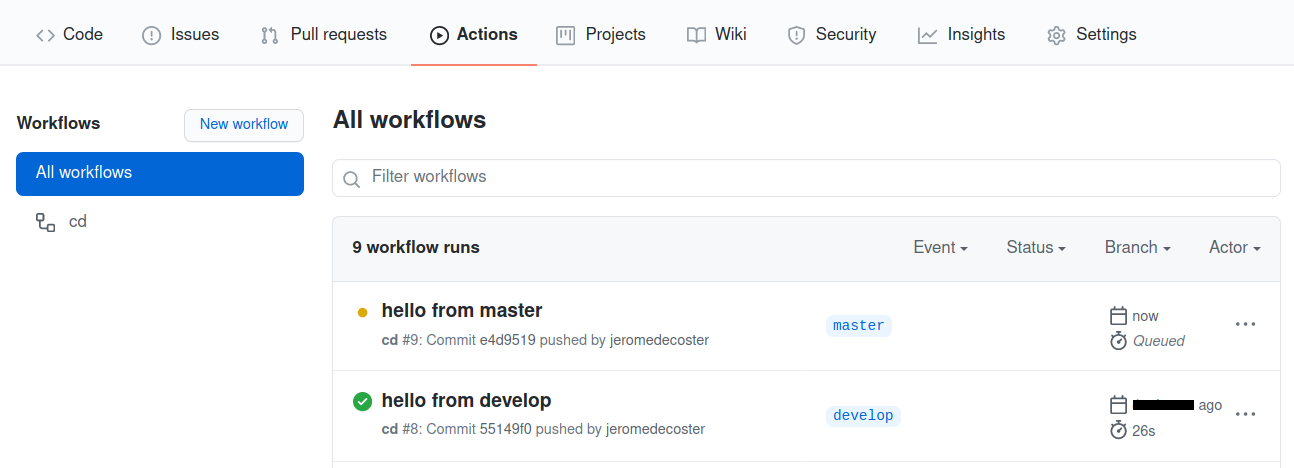 Code Issues Pull requests Actions Projects Wiki Security Insights Settings
Workflows
New workflow
All workflows
cd
All workflows
Filter workflows
9 workflow runs
Event Status Branch Actor
hello from master
cd #9: Commit e4d9519 pushed by jeromedecoster
master
now
Queued
hello from develop
cd #8: Commit 55149f0 pushed by jeromedecoster
develop
ago
26s